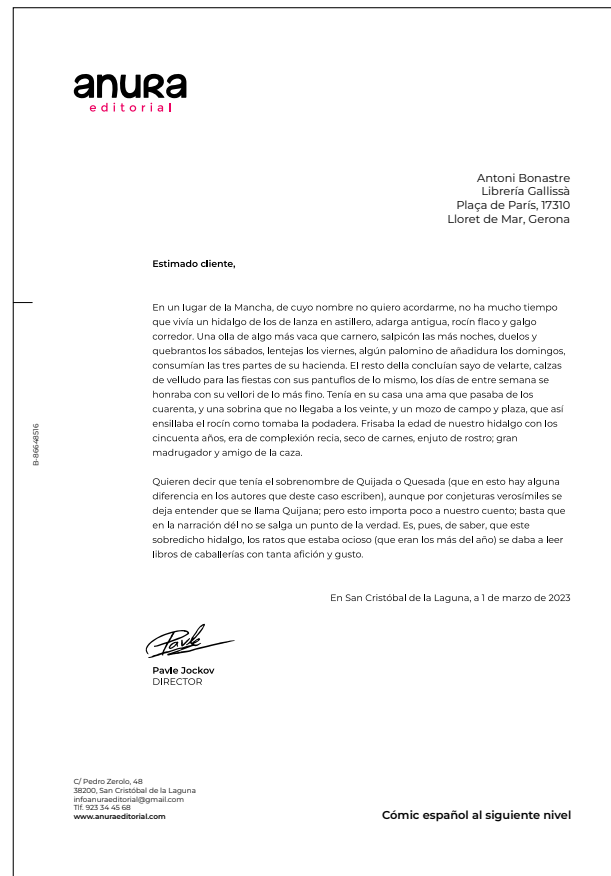 anura
editorial
Antoni Bonastre
Librería Gallissà
Plaça de París, 17310
Lloret de Mar, Gerona
Estimado cliente,
En un lugar de la Mancha, de cuyo nombre no quiero acordarme, no ha mucho tiempo
que vivía un hidalgo de los de lanza en astillero, adarga antigua, rocín flaco y galgo
corredor. Una olla de algo más vaca que carnero, salpicón las más noches, duelos y
quebrantos los sábados, lentejas los viernes, algún palomino de añadidura los domingos,
consumían las tres partes de su hacienda. El resto della concluían sayo de velarte, calzas
de velludo para las fiestas con sus pantuflos de lo mismo, los días de entre semana se
honraba con su vellori de lo más fino. Tenía en su casa una ama que pasaba de los
cuarenta, y una sobrina que no llegaba a los veinte, y un mozo de campo y plaza, que así
ensillaba el rocín como tomaba la podadera. Frisaba la edad de nuestro hidalgo con los
cincuenta años, era de complexión recia, seco de carnes, enjuto de rostro; gran
madrugador y amigo de la caza.
Quieren decir que tenía el sobrenombre de Quijada o Quesada (que en esto hay alguna
diferencia en los autores que deste caso escriben), aunque por conjeturas verosímiles se
deja entender que se llama Quijana; pero esto importa poco a nuestro cuento; basta que
en la narración dél no se salga un punto de la verdad. Es, pues, de saber, que este
sobredicho hidalgo, los ratos que estaba ocioso (que eran los más del año) se daba a leer
libros de caballerías con tanta afición y gusto.
En San Cristóbal de la Laguna, a 1 de marzo de 2023
Pavle
Pavle Jockov
DIRECTOR
B-86648516
C/ Pedro Zerolo, 48
38200, San Cristóbal de la Laguna
infoanuraeditorial@gmail.com
Tlf. 923 34 45 68
www.anuraeditorial.com
Cómic español al siguiente nivel